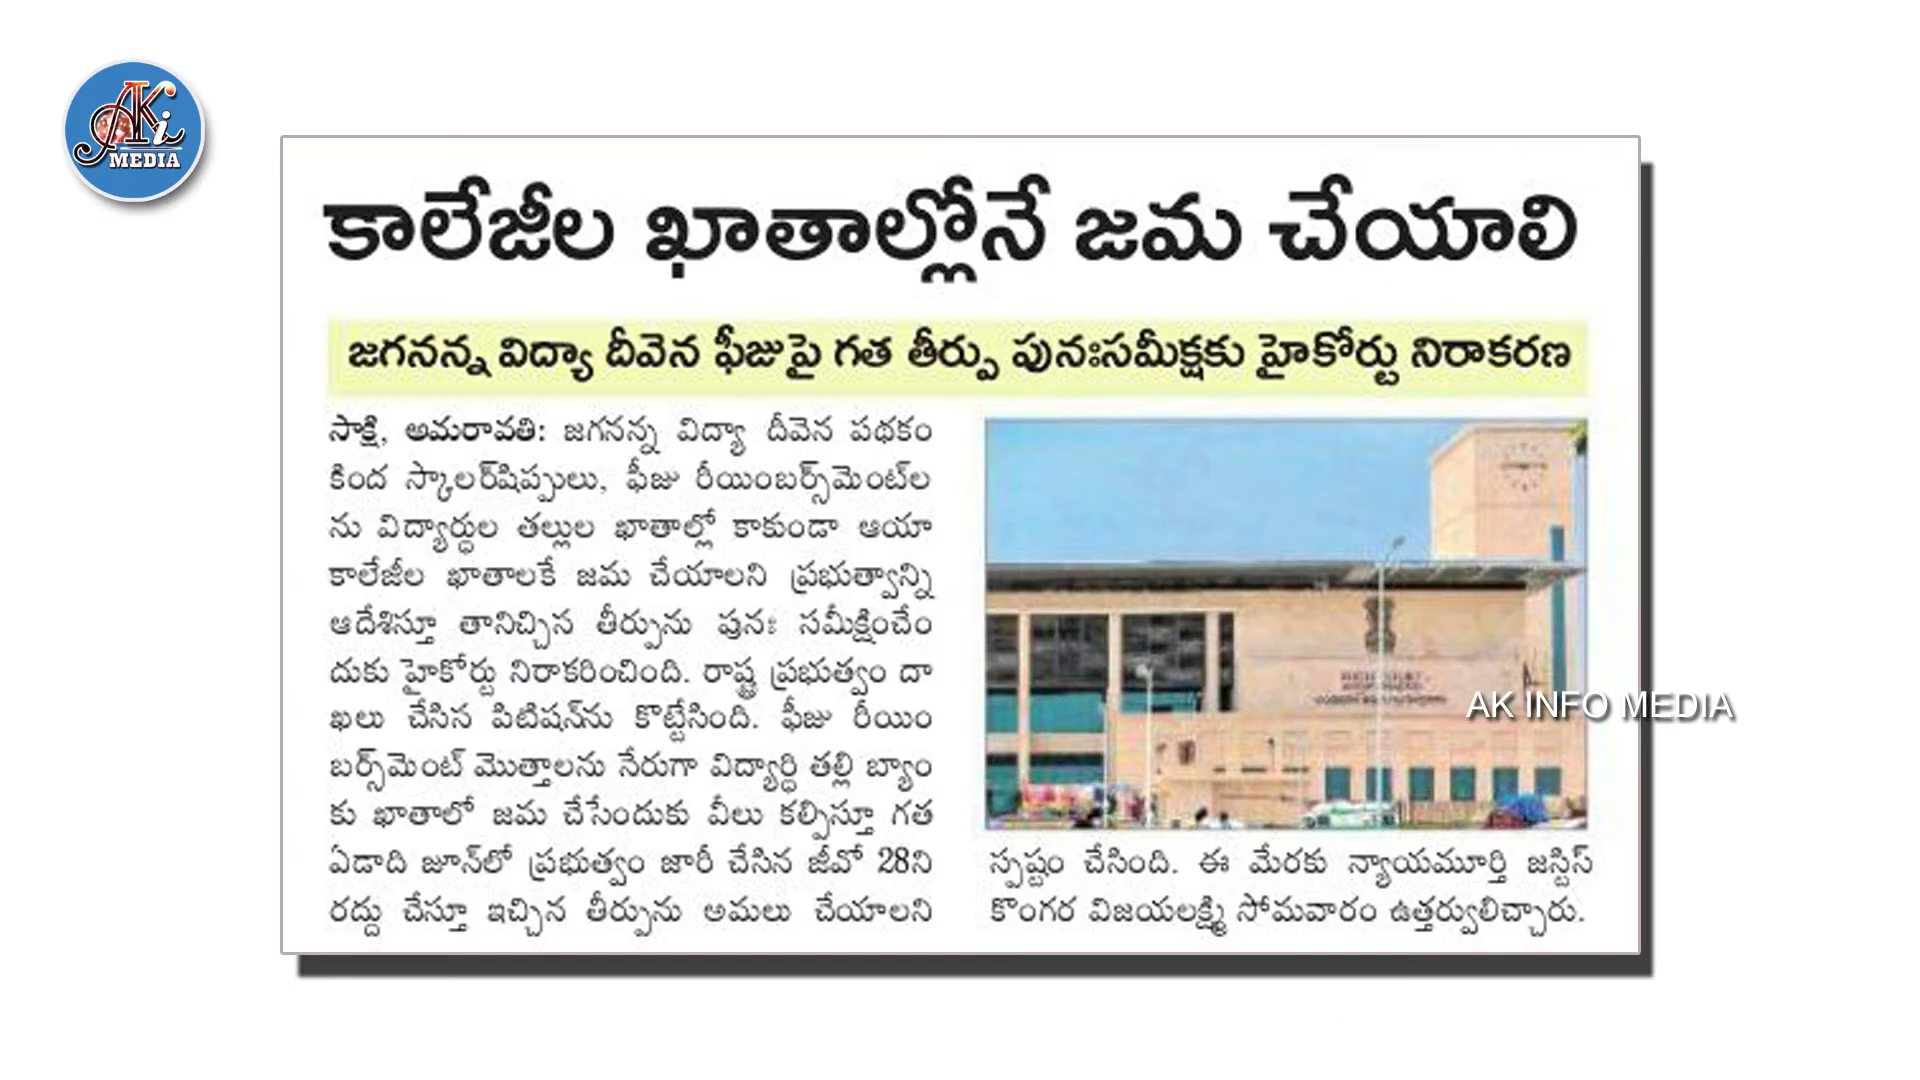 AKi
MEDIA
కాలేజీల ఖాతాల్లోనే జమ చేయాలి
జగనన్న విద్యా దీవెన ఫీజుపై గత తీర్పు పునఃసమీక్షకు హైకోర్టు నిరాకరణ
సాక్షి, అమరావతి: జగనన్న విద్యా దీవెన పథకం
కింద స్కాలర్‌షిప్పులు, ఫీజు రీయింబర్స్‌మెంట్‌ల
ను విద్యార్థుల తల్లుల ఖాతాల్లో కాకుండా ఆయా
కాలేజీల ఖాతాలకే జమ చేయాలని ప్రభుత్వాన్ని
ఆదేశిస్తూ తానిచ్చిన తీర్పును పునః సమీక్షించేం
దుకు హైకోర్టు నిరాకరించింది. రాష్ట్ర ప్రభుత్వం దా
ఖలు చేసిన పిటిషన్‌ను కొట్టేసింది. ఫీజు రీయిం
బర్స్‌మెంట్ మొత్తాలను నేరుగా విద్యార్థి తల్లి బ్యాం
కు ఖాతాలో జమ చేసేందుకు వీలు కల్పిస్తూ గత
ఏడాది జూన్‌లో ప్రభుత్వం జారీ చేసిన జీవో 28ని
రద్దు చేస్తూ ఇచ్చిన తీర్పును అమలు చేయాలని
AK INFO MEDIA
స్పష్టం చేసింది. ఈ మేరకు న్యాయమూర్తి జస్టిస్
కొంగర విజయలక్ష్మి సోమవారం ఉత్తర్వులిచ్చారు.